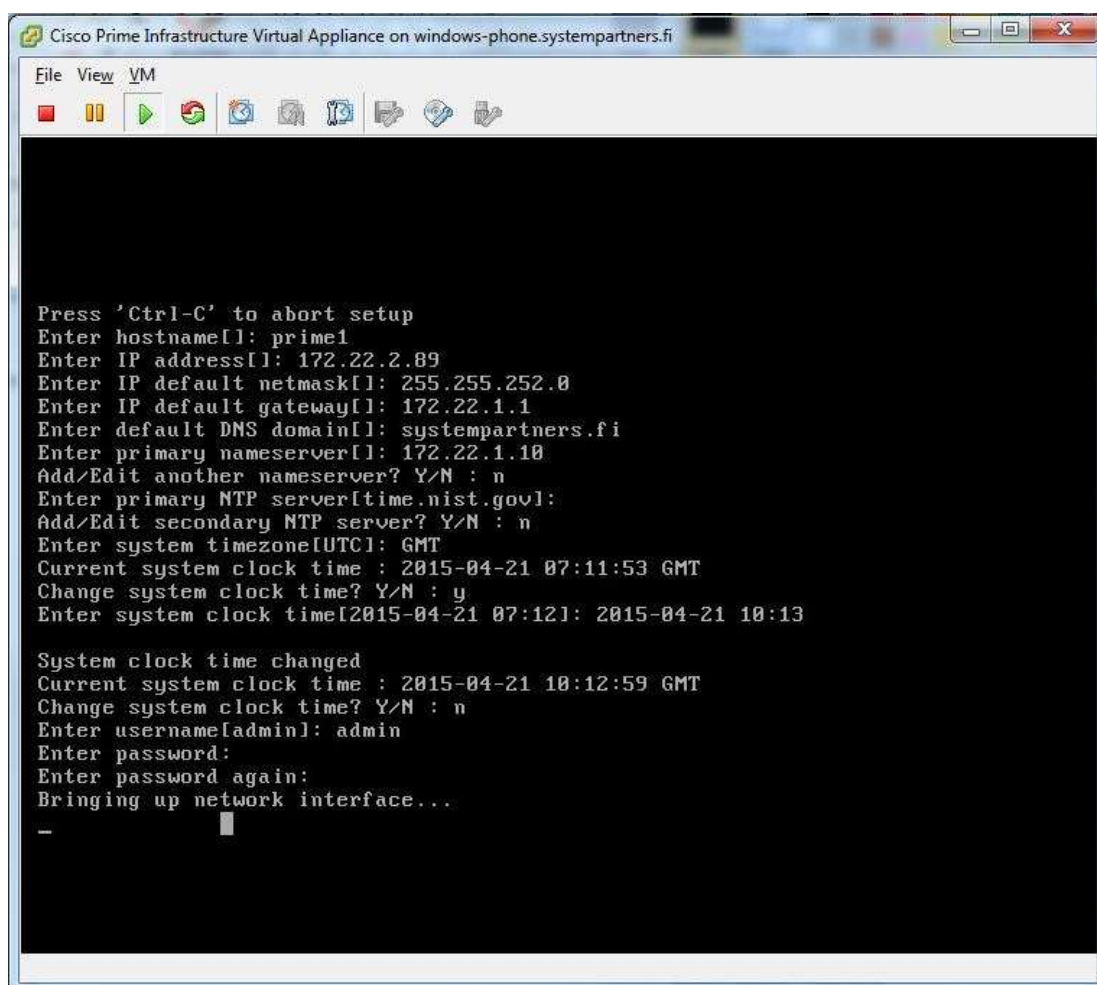 Cisco Prime Infrastructure Virtual Appliance on windows-phone.systempartners.fi
File View VM
Press 'Ctrl-C' to abort setup
Enter hostname[]: prime1
Enter IP address[]: 172.22.2.89
Enter IP default netmask[]: 255.255.252.0
Enter IP default gateway[]: 172.22.1.1
Enter default DNS domain[]: systempartners.fi
Enter primary nameserver[]: 172.22.1.10
Add/Edit another nameserver? Y/N : n
Enter primary NTP server[time.nist.gov]:
Add/Edit secondary NTP server? Y/N : n
Enter system timezone[UTC]: GMT
Current system clock time : 2015-04-21 07:11:53 GMT
Change system clock time? Y/N : y
Enter system clock time[2015-04-21 07:12]: 2015-04-21 10:13
System clock time changed
Current system clock time : 2015-04-21 10:12:59 GMT
Change system clock time? Y/N : n
Enter username[admin]: admin
Enter password:
Enter password again:
Bringing up network interface...